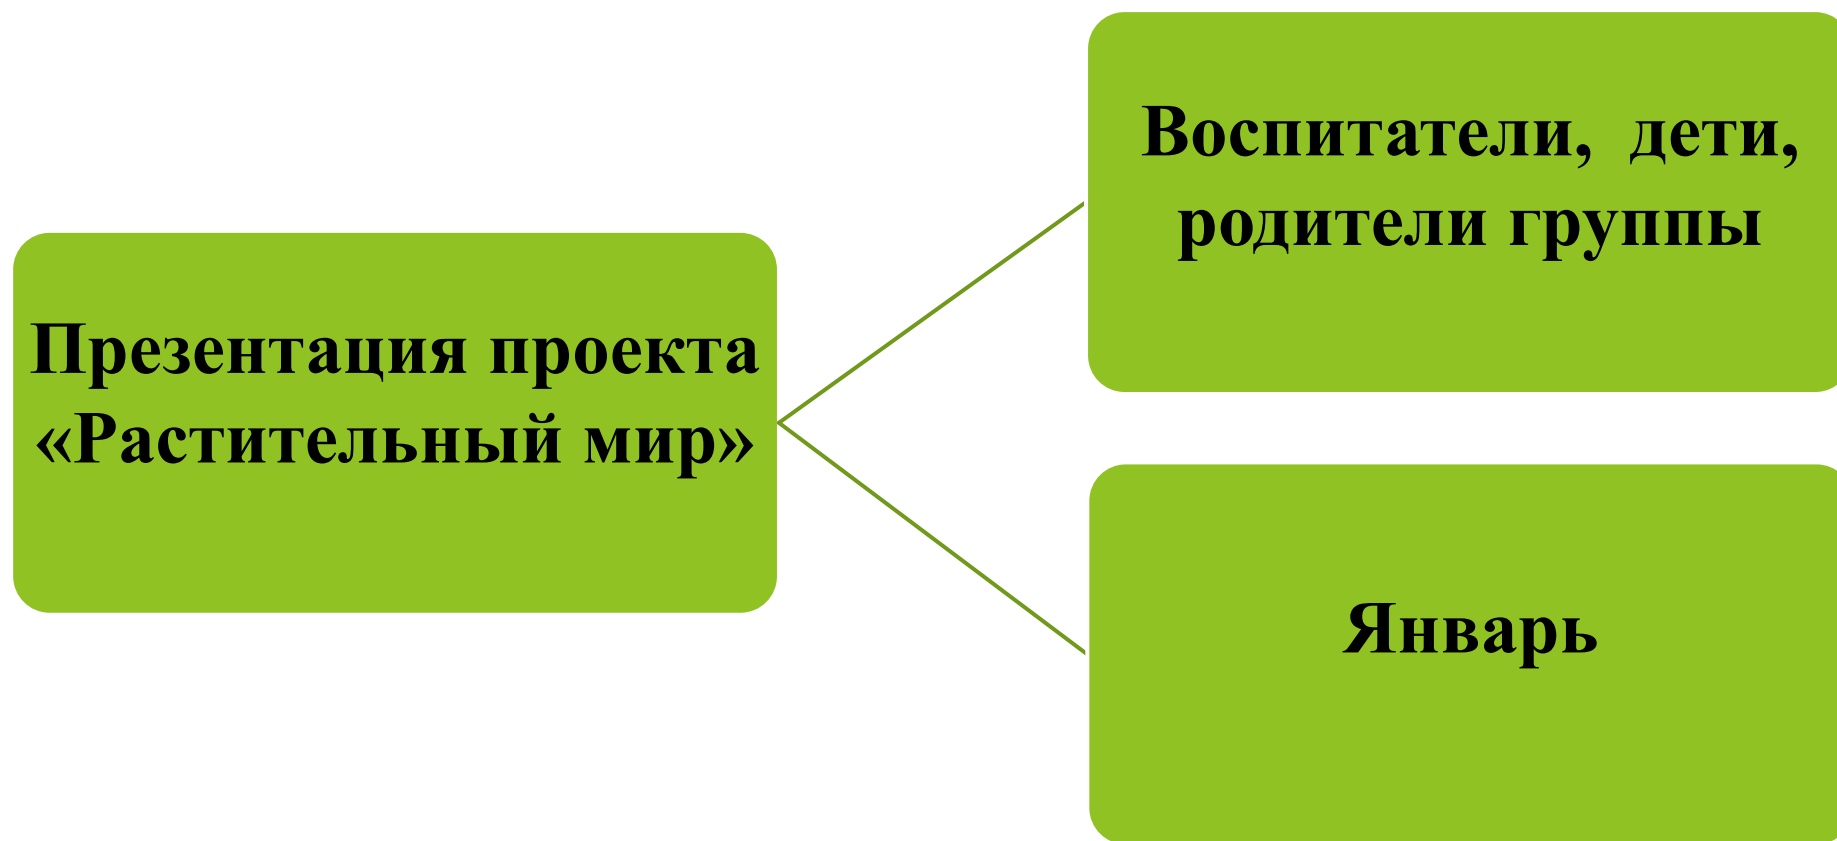 Презентация проекта
«Растительный мир»
Воспитатели, дети,
родители группы
Январь